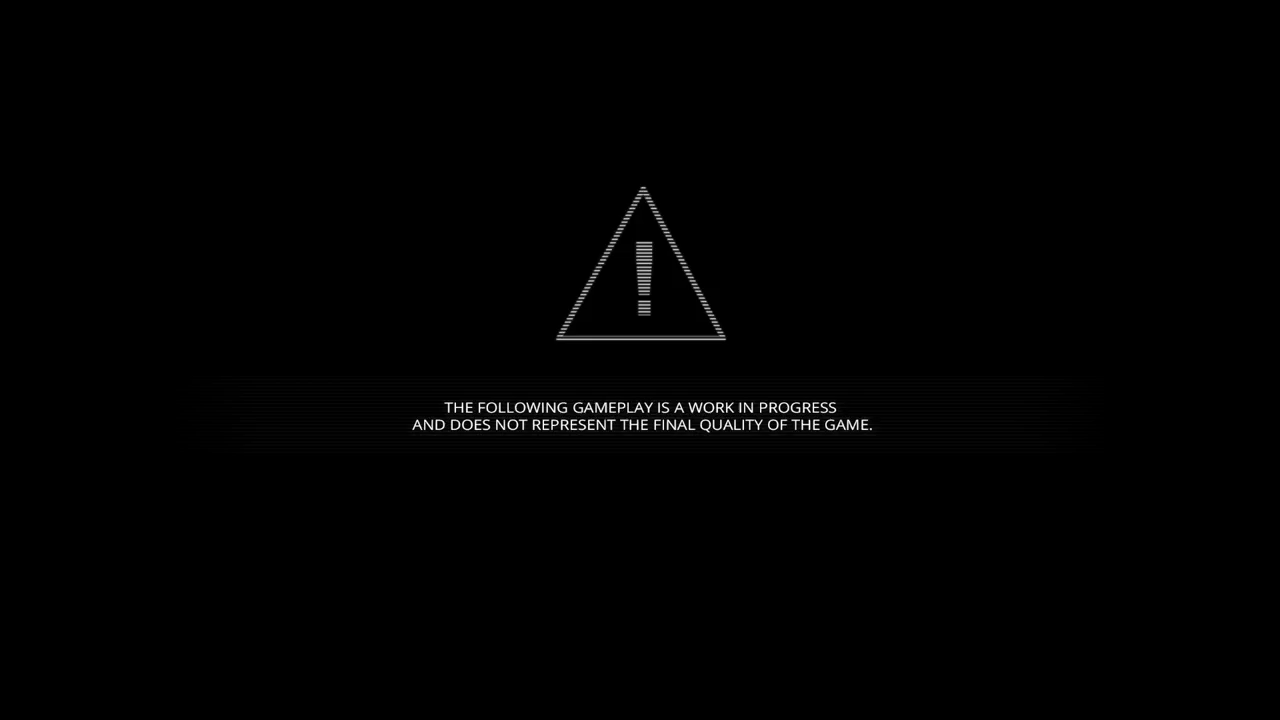 THE FOLLOWING GAMEPLAY IS A WORK IN PROGRESS
AND DOES NOT REPRESENT THE FINAL QUALITY OF THE GAME.